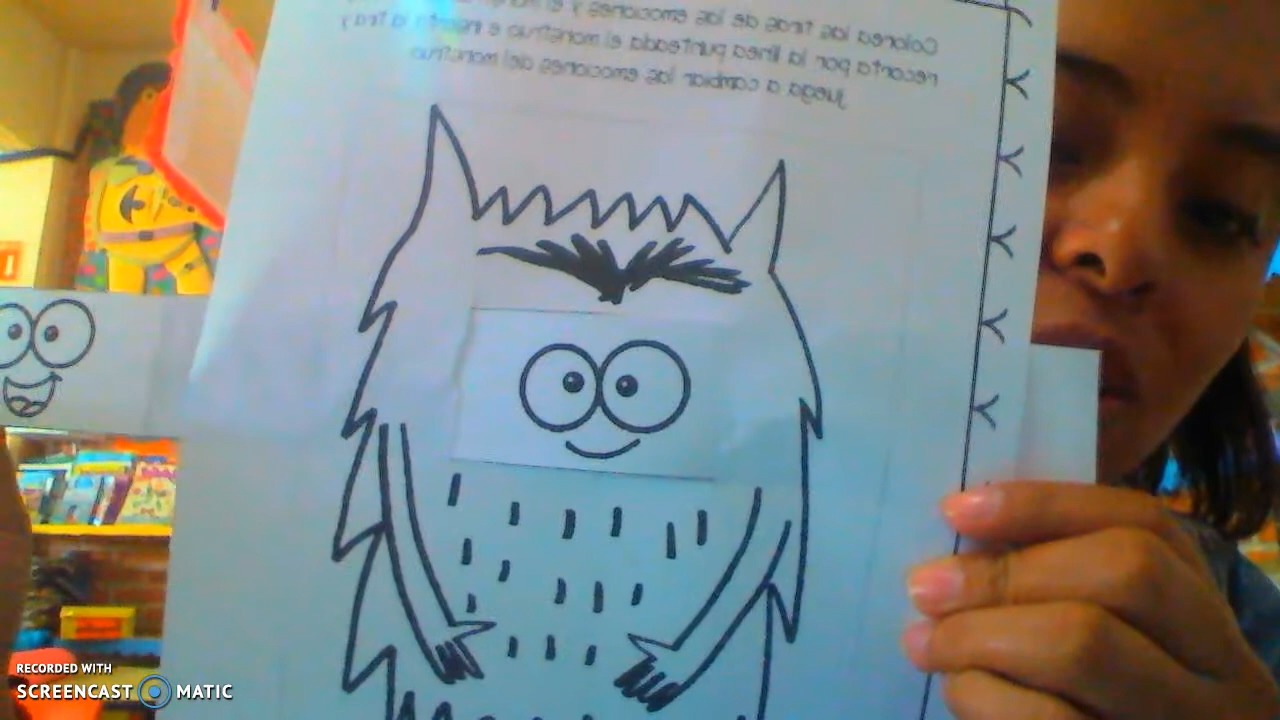 Colorea las tiras de las emociones y el
recorta por la línea punteada el monstruo e inserta la tira y
juega a cambiar las emociones del monstruo
RECORDED WITH
SCREENCAST MATIC